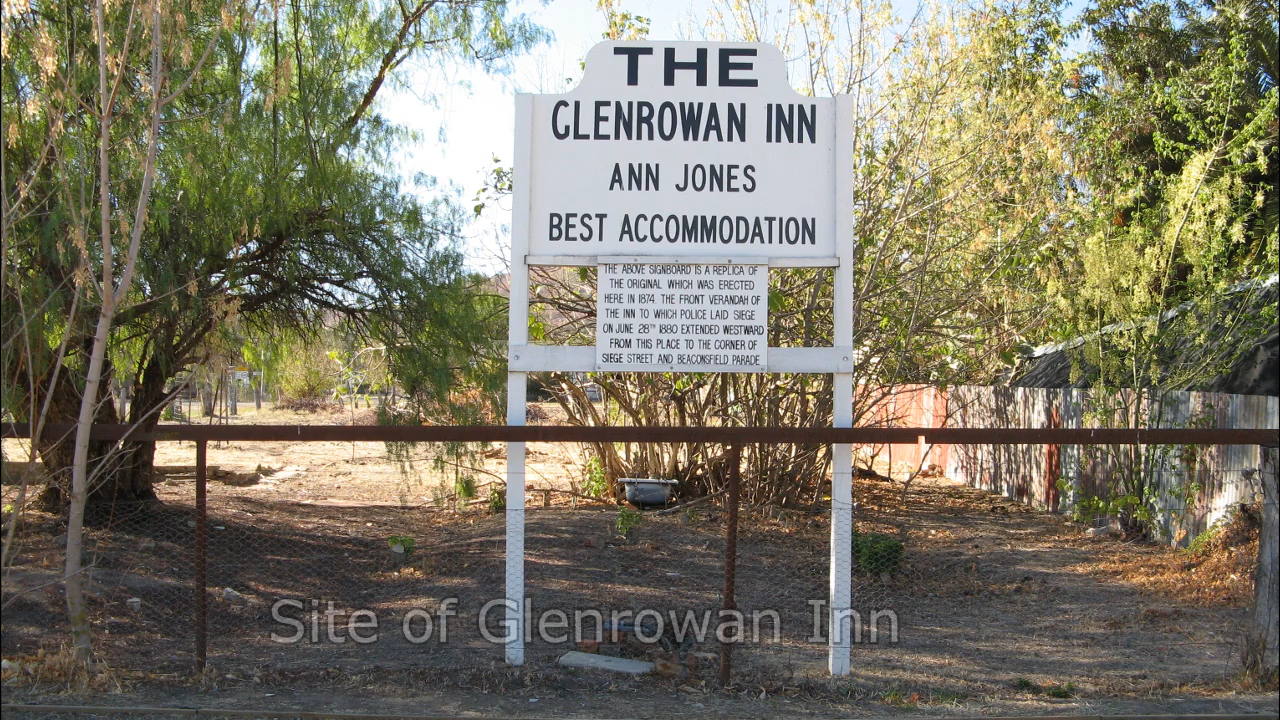 THE
GLENROWAN INN
ANN JONES
BEST ACCOMMODATION
THE ABOVE SIGNBOARD IS A REPLICA OF
THE ORIGINAL WHICH WAS ERECTED
HERE IN 1874. THE FRONT VERANDAH OF
THE INN TO WHICH POLICE LAID SIEGE
ON JUNE 28TH 1880 EXTENDED WESTWARD
FROM THIS PLACE TO THE CORNER OF
SIEGE STREET AND BEACONSFIELD PARADE
Site of Glenrowan Inn